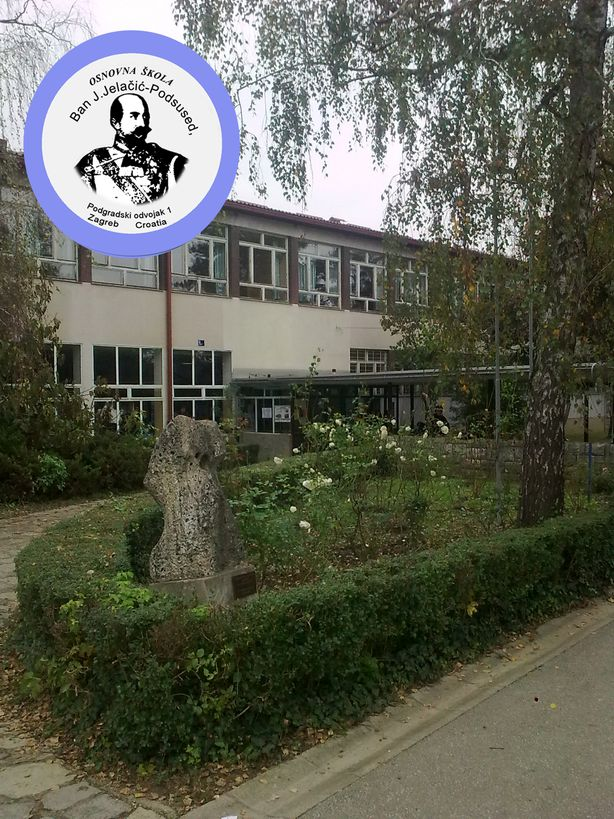 OSNOVNA ŠKOLA
Ban J.Jelačić-Podsused,
Podgradski odvojak 1
Zagreb Croatia